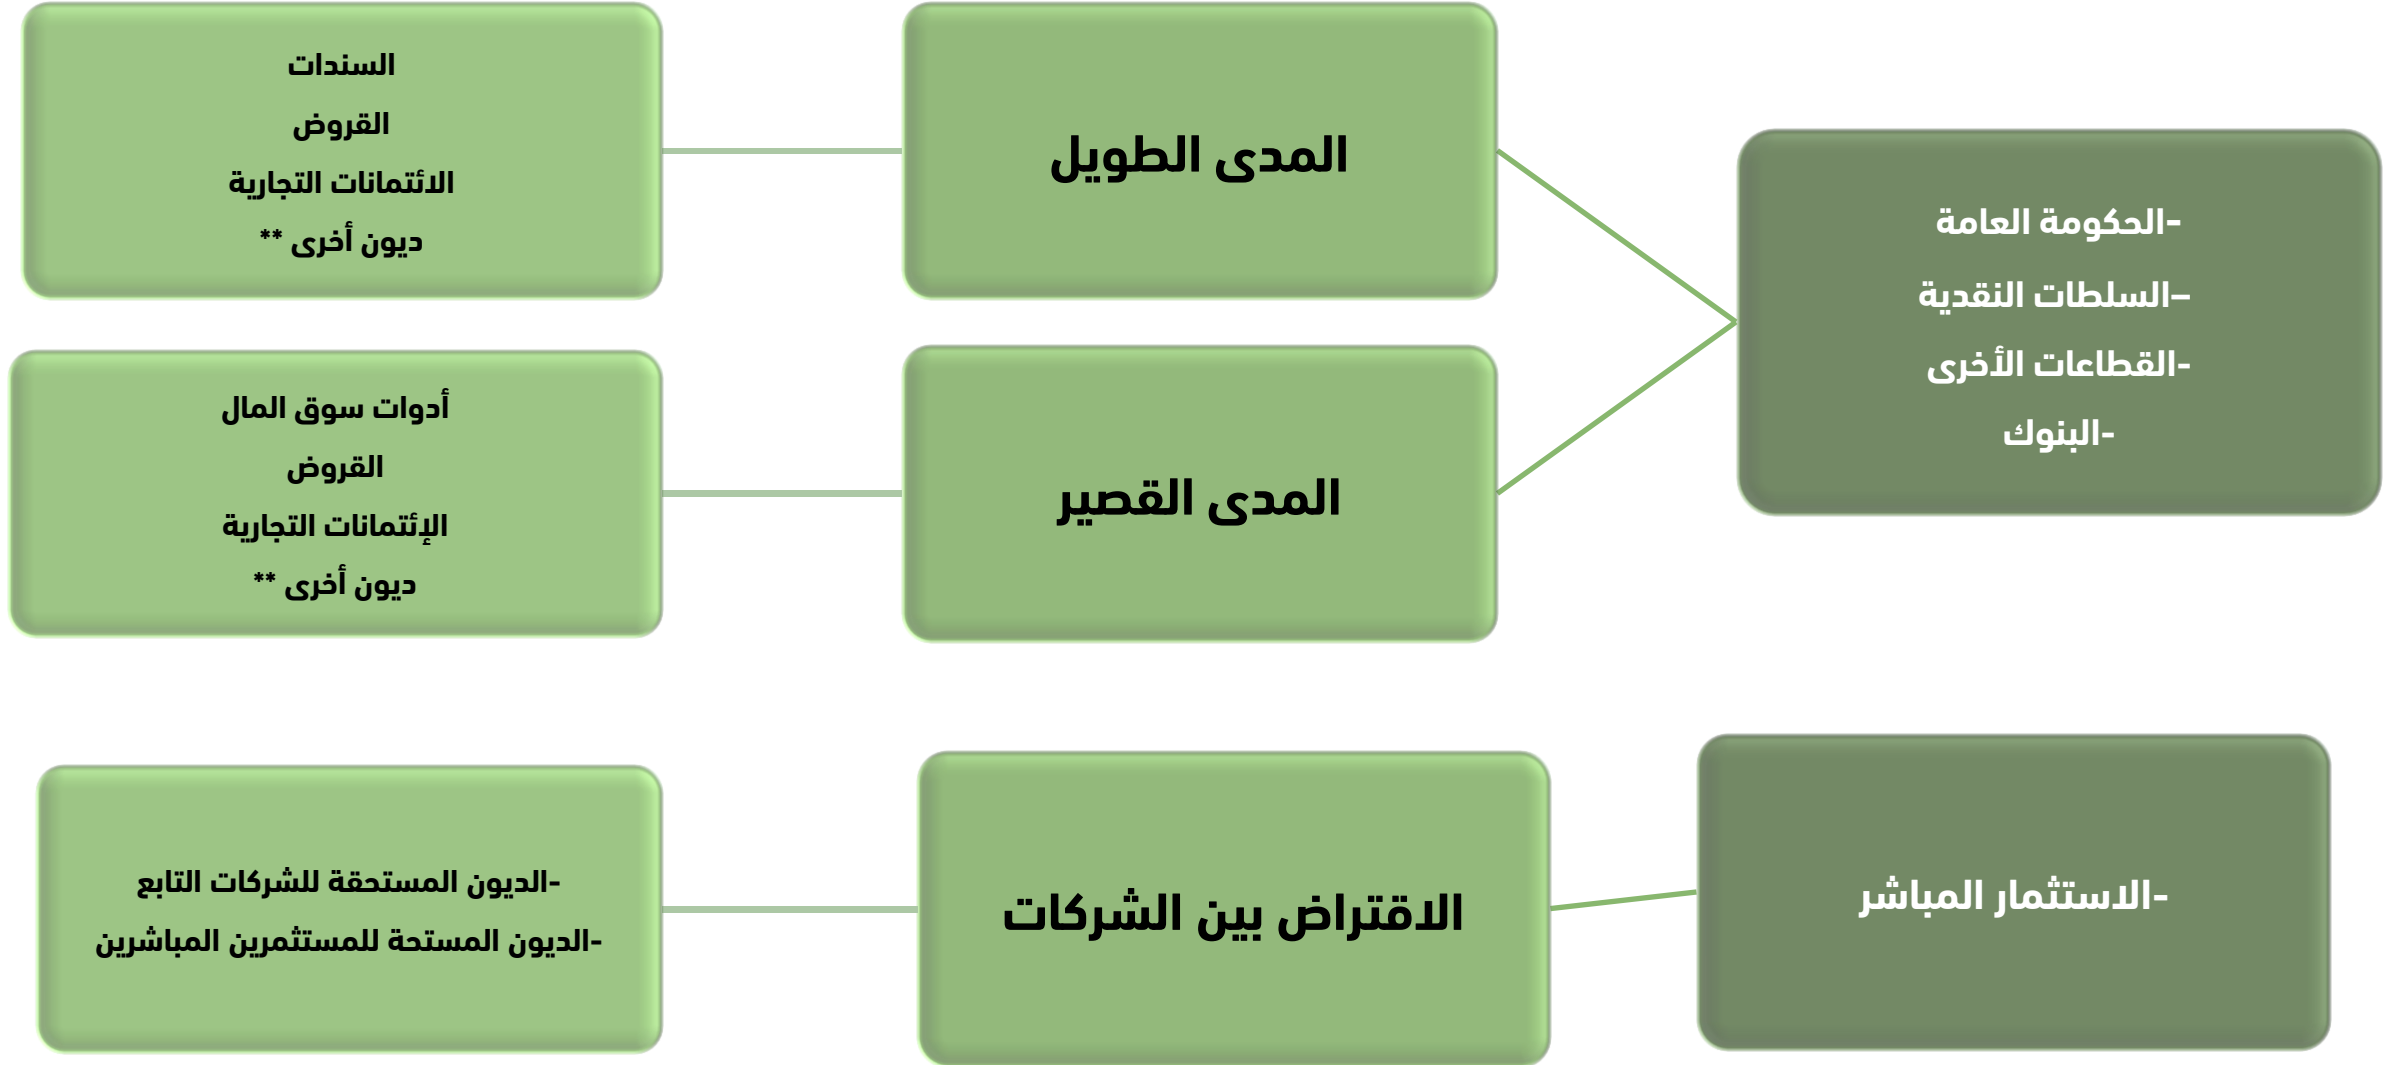 -الحكومة العامة
–السلطات النقدية
-القطاعات الأخرى
-البنوك
المدى الطويل
السندات
القروض
الائتمانات التجارية
ديون أخرى **
المدى القصير
أدوات سوق المال
القروض
الإئتمانات التجارية
ديون أخرى **
-الاستثمار المباشر
الاقتراض بين الشركات
-الديون المستحقة للشركات التابع
-الديون المستحة للمستثمرين المباشرين